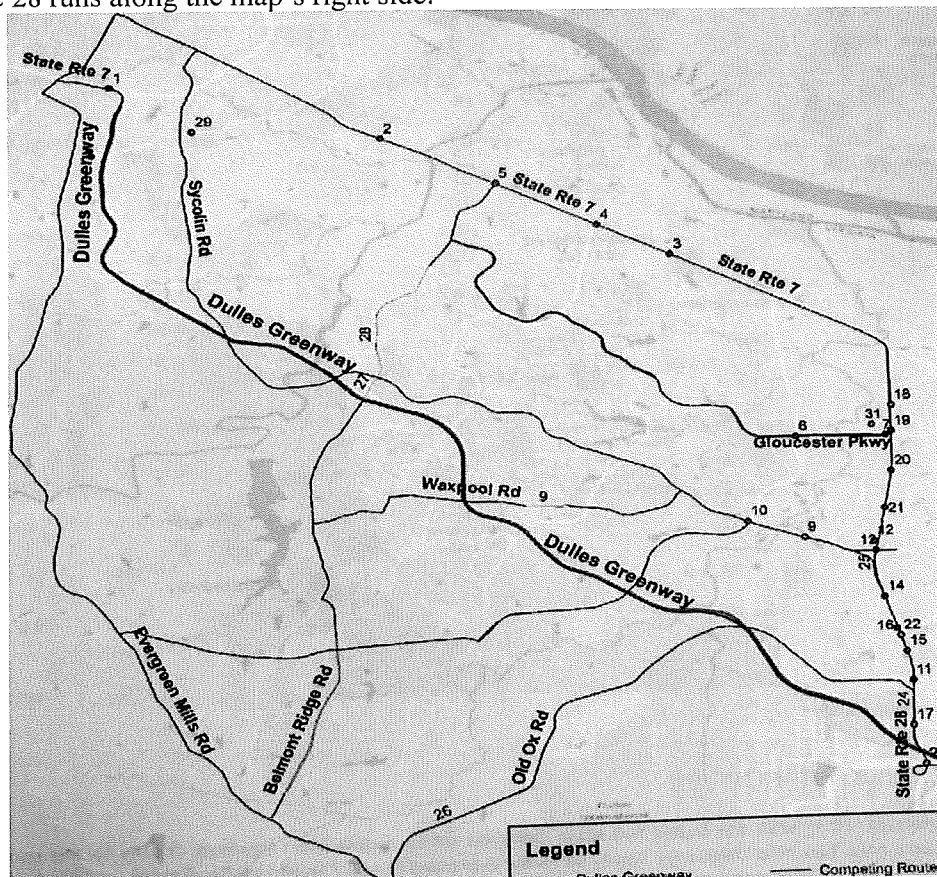 28 runs along the map's right side.
State Rte 7
1
29
2
Dulles Greenway
Sycolin Rd
5
State Rte 7
4
3
State Rte 7
Dulles Greenway
28
27
18
31
19
7
6
Gloucester Pkwy
20
Waxpool Rd
9
21
10
9
12
13
25
Dulles Greenway
14
16
22
15
Evergreen Mills Rd
Belmont Ridge Rd
11
24
Old Ox Rd
17
State Rte 28
26
Legend
Dulles Greenway
Competing Route